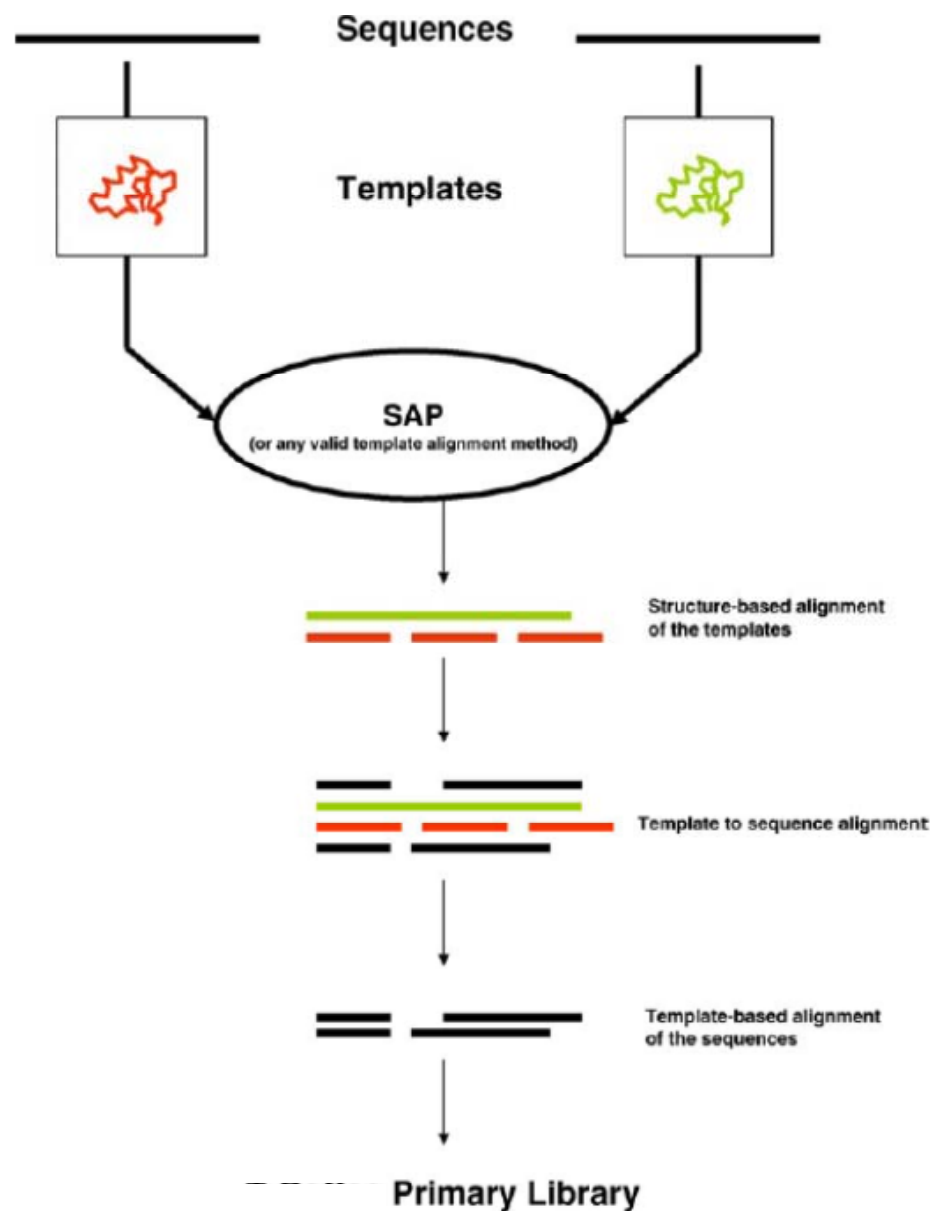 Sequences
Templates
SAP
(or any valid template alignment method)
Structure-based alignment
of the templates
Template to sequence alignment
Template-based alignment
of the sequences
Primary Library